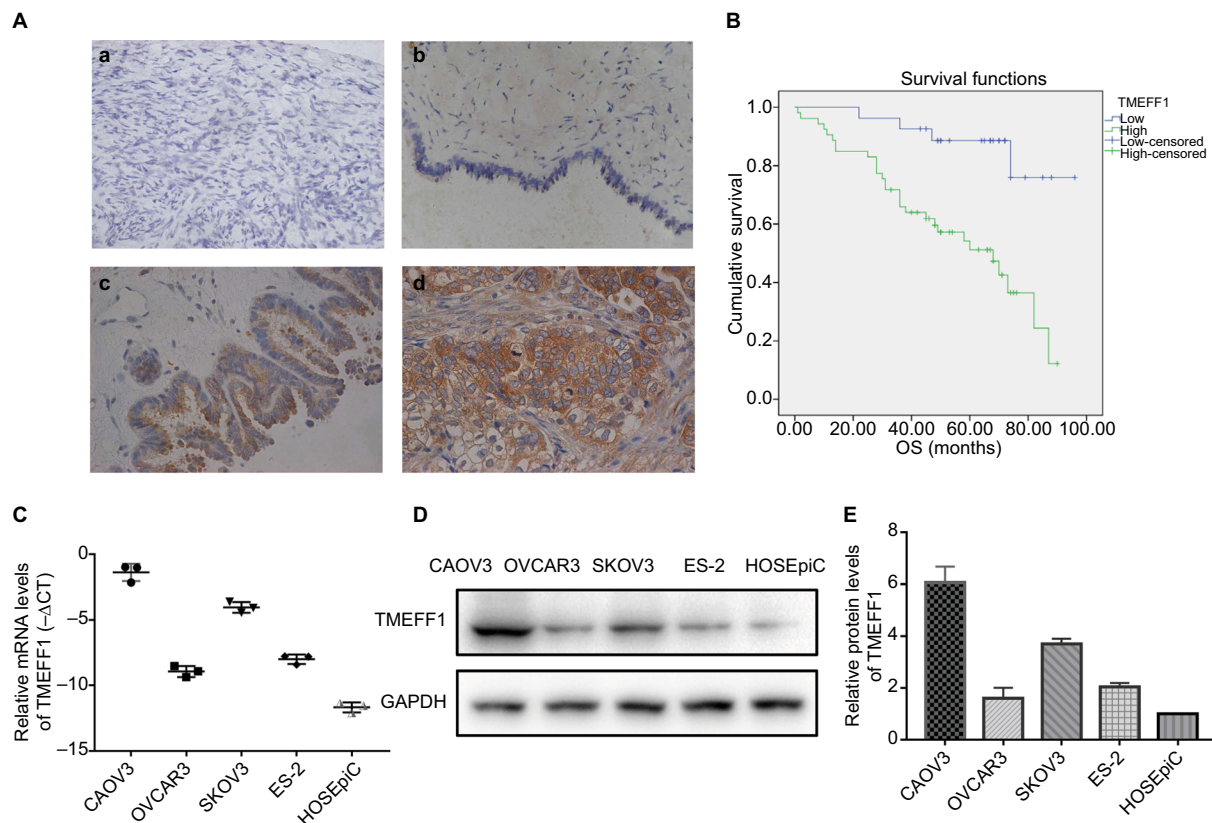 A
a
b
c
d
B
Survival functions
TMEFF1
Low
High
Low-censored
High-censored
Cumulative survival
1.0
0.8
0.6
0.4
0.2
0.0
0.00
20.00
40.00
60.00
80.00
100.00
OS (months)
C
Relative mRNA levels
of TMEFF1 (–ΔCT)
0
–5
–10
–15
CAOV3
OVCAR3
SKOV3
ES-2
HOSEpiC
D
CAOV3 OVCAR3 SKOV3 ES-2 HOSEpiC
TMEFF1
GAPDH
E
Relative protein levels
of TMEFF1
8
6
4
2
0
CAOV3
OVCAR3
SKOV3
ES-2
HOSEpiC